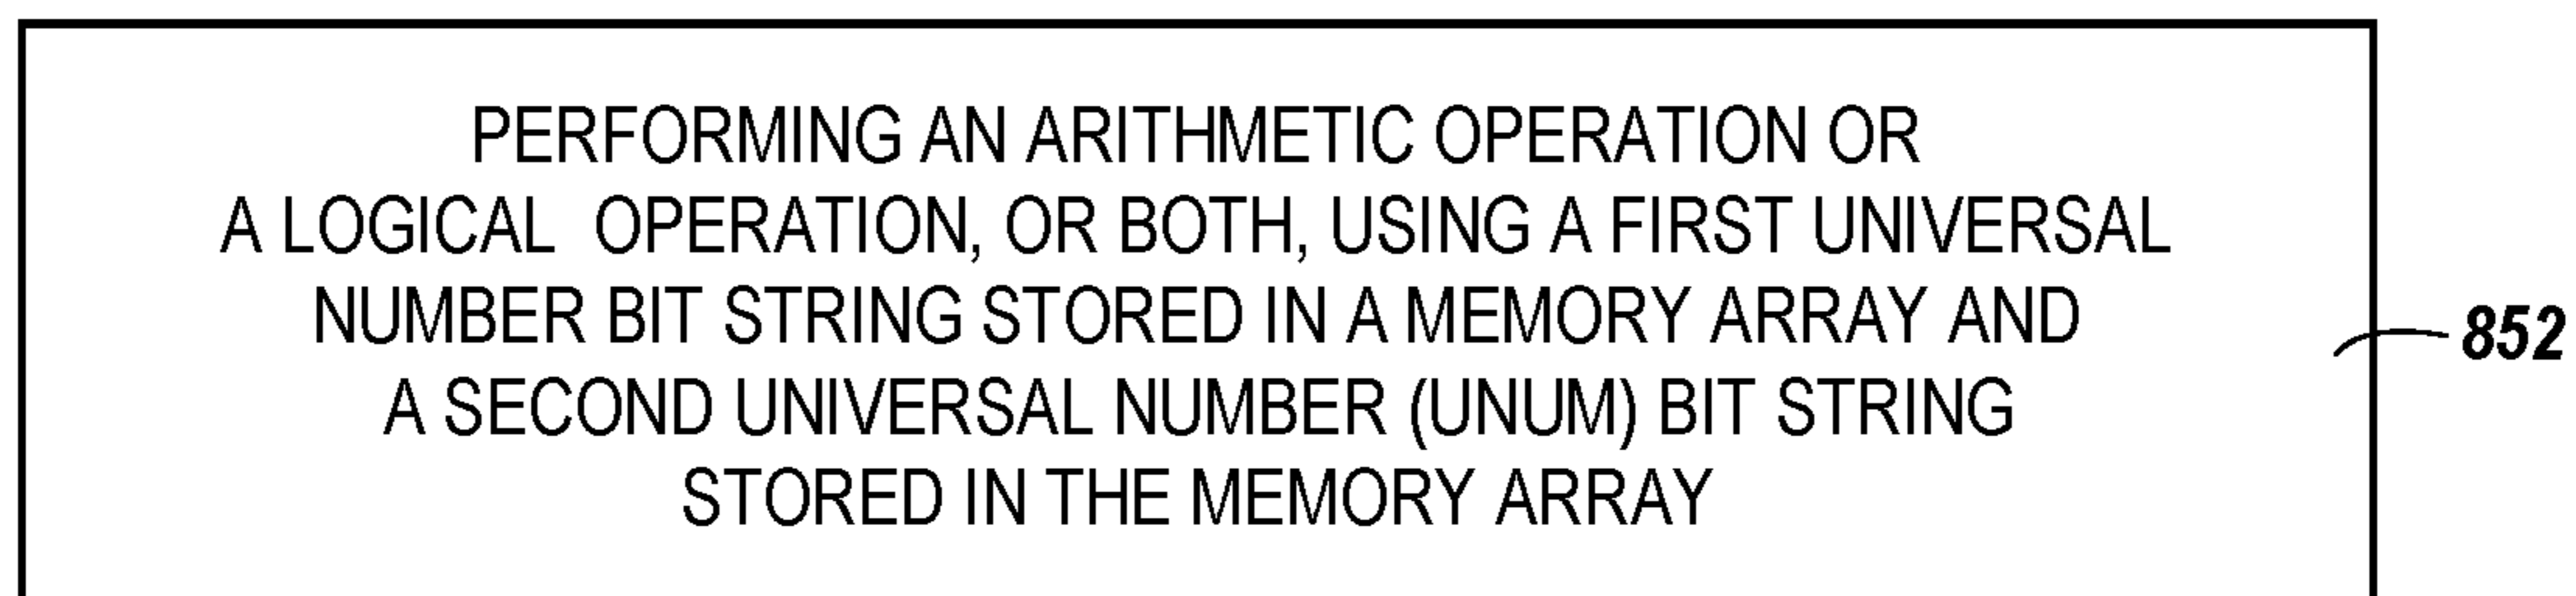 PERFORMING AN ARITHMETIC OPERATION OR
A LOGICAL OPERATION, OR BOTH, USING A FIRST UNIVERSAL
NUMBER BIT STRING STORED IN A MEMORY ARRAY AND
852
A SECOND UNIVERSAL NUMBER (UNUM) BIT STRING
STORED IN THE MEMORY ARRAY